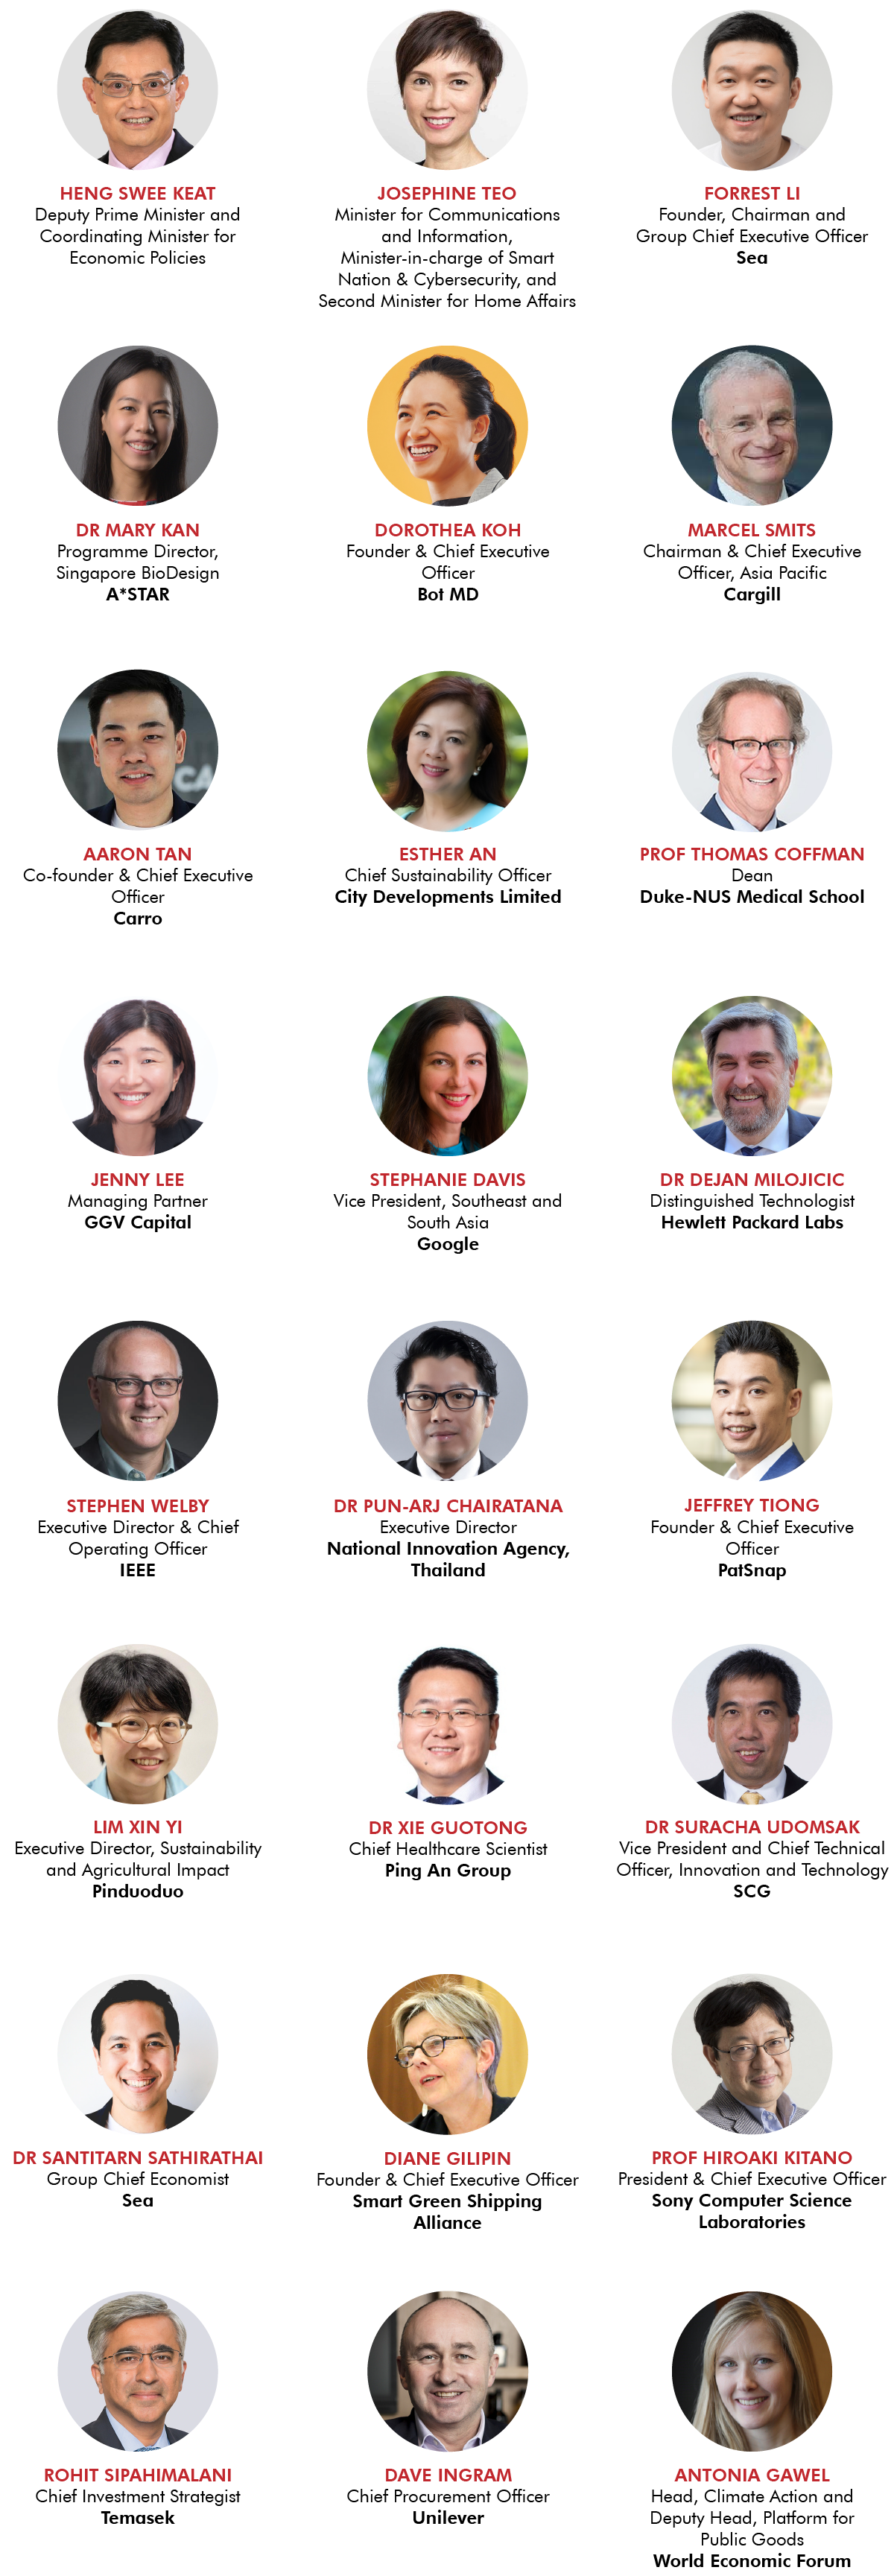 HENG SWEE KEAT
Deputy Prime Minister and
Coordinating Minister for
Economic Policies
JOSEPHINE TEO
Minister for Communications
and Information,
Minister-in-charge of Smart
Nation & Cybersecurity, and
Second Minister for Home Affairs
FORREST LI
Founder, Chairman and
Group Chief Executive Officer
Sea
DR MARY KAN
Programme Director,
Singapore BioDesign
A*STAR
DOROTHEA KOH
Founder & Chief Executive
Officer
Bot MD
MARCEL SMITS
Chairman & Chief Executive
Officer, Asia Pacific
Cargill
CA
AARON TAN
Co-founder & Chief Executive
Officer
Carro
ESTHER AN
Chief Sustainability Officer
City Developments Limited
PROF THOMAS COFFMAN
Dean
Duke-NUS Medical School
JENNY LEE
Managing Partner
GGV Capital
STEPHANIE DAVIS
Vice President, Southeast and
South Asia
Google
DR DEJAN MILOJICIC
Distinguished Technologist
Hewlett Packard Labs
STEPHEN WELBY
Executive Director & Chief
Operating Officer
IEEE
DR PUN-ARJ CHAIRATANA
Executive Director
National Innovation Agency,
Thailand
JEFFREY TIONG
Founder & Chief Executive
Officer
PatSnap
LIM XIN YI
Executive Director, Sustainability
and Agricultural Impact
Pinduoduo
DR XIE GUOTONG
Chief Healthcare Scientist
Ping An Group
DR SURACHA UDOMSAK
Vice President and Chief Technical
Officer, Innovation and Technology
SCG
DR SANTITARN SATHIRATHAI
Group Chief Economist
Sea
DIANE GILIPIN
Founder & Chief Executive Officer
Smart Green Shipping
Alliance
PROF HIROAKI KITANO
President & Chief Executive Officer
Sony Computer Science
Laboratories
ROHIT SIPAHIMALANI
Chief Investment Strategist
Temasek
DAVE INGRAM
Chief Procurement Officer
Unilever
ANTONIA GAWEL
Head, Climate Action and
Deputy Head, Platform for
Public Goods
World Economic Forum